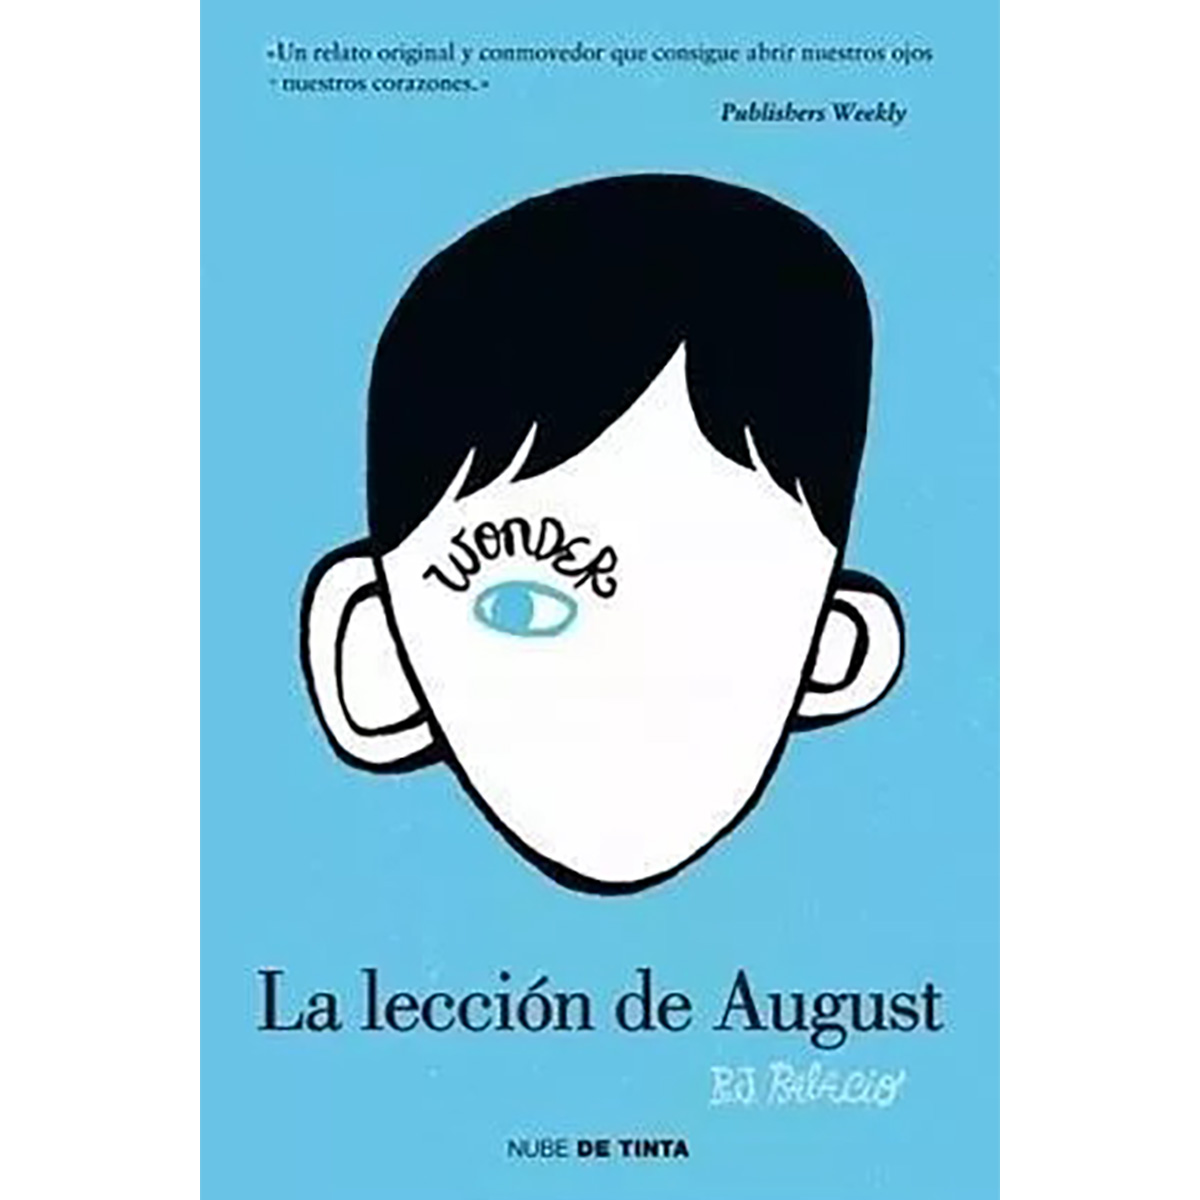 «Un relato original y conmovedor que consigue abrir nuestros ojos
nuestros corazones.»
Publishers Weekly
WONDER
La lección de August
P.J. Palacio
NUBE DE TINTA